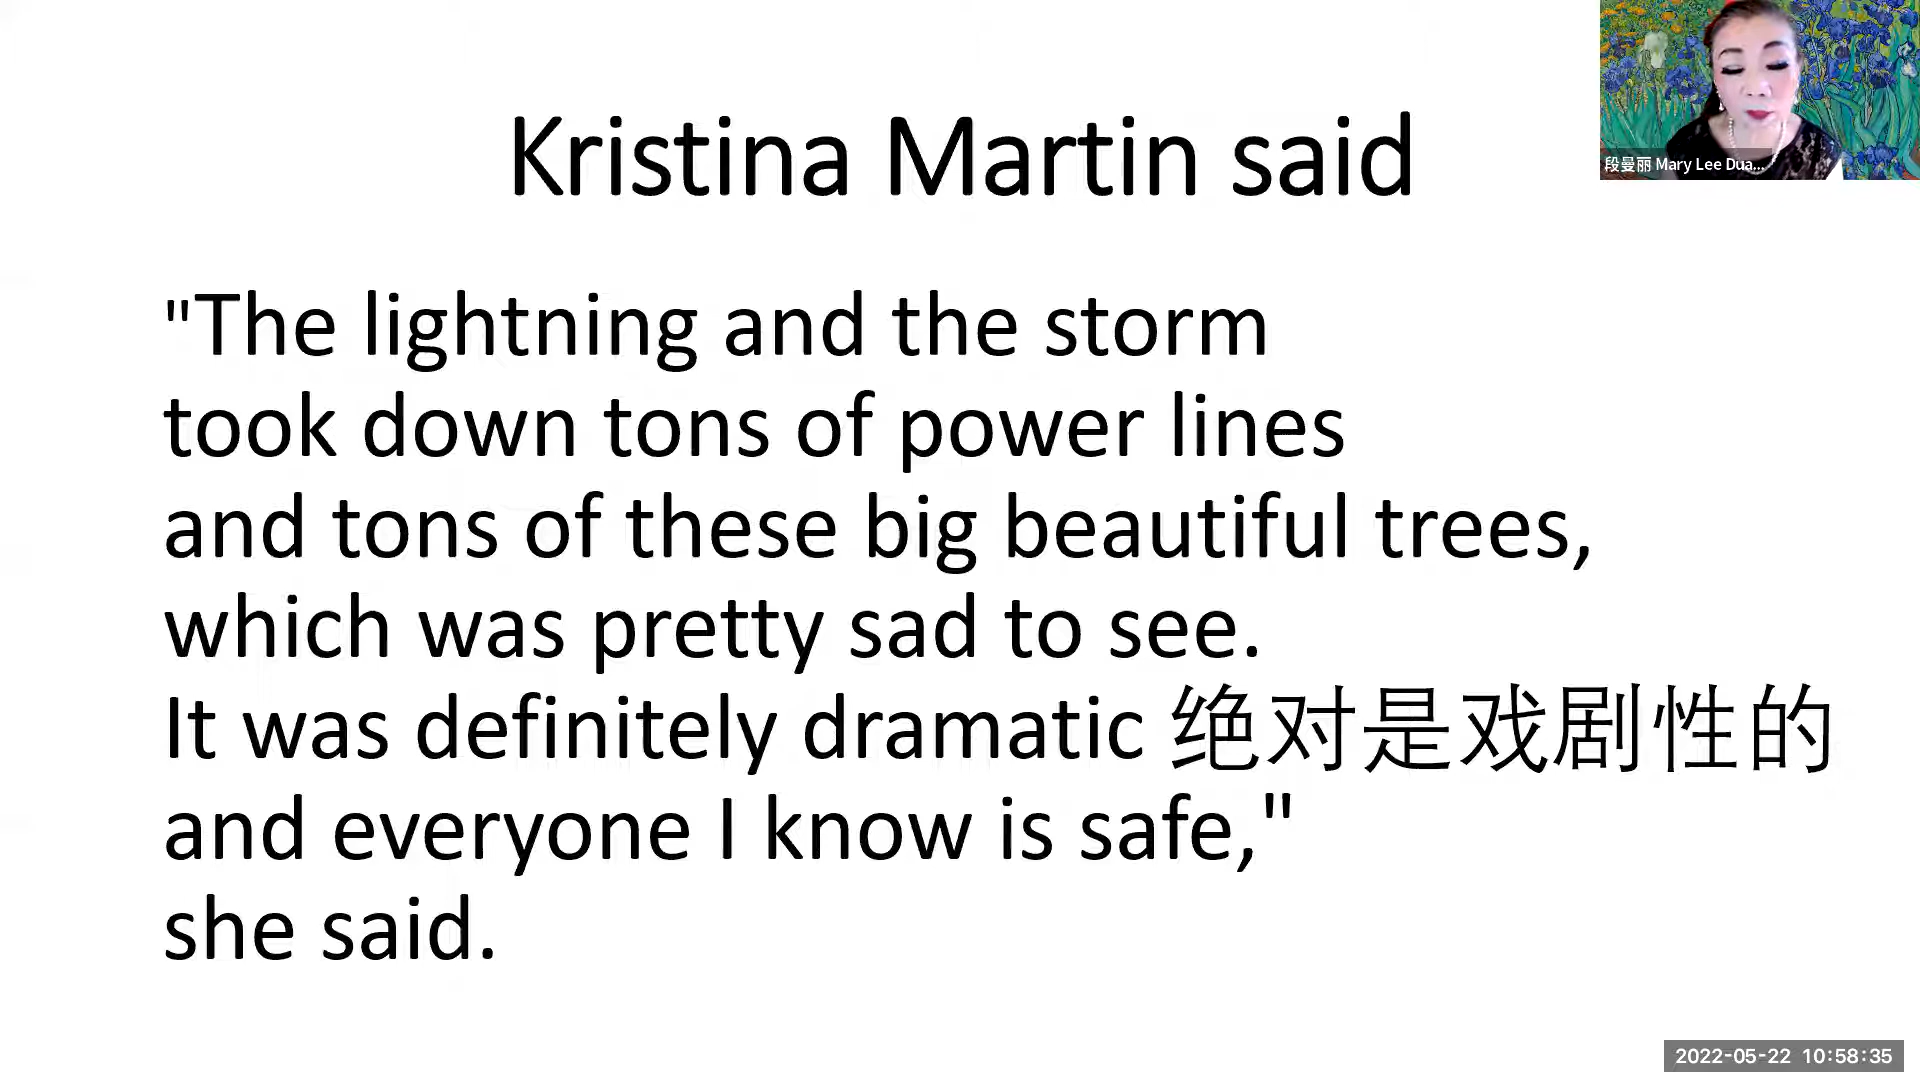 Kristina Martin said
段曼丽 Mary Lee Dua...
"The lightning and the storm
took down tons of power lines
and tons of these big beautiful trees,
which was pretty sad to see.
It was definitely dramatic 绝对是戏剧性的
and everyone I know is safe,"
she said.
2022-05-22 10:58:35